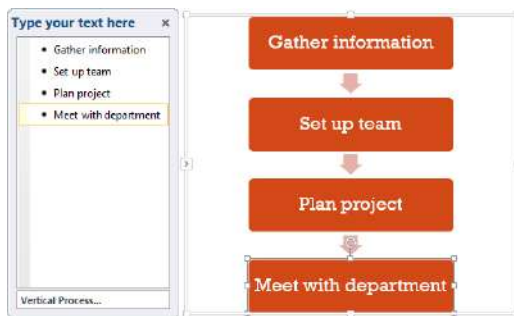 Type your text here
Gather information
Set up team
Plan project
Meet with department
Vertical Process...
Gather information
Set up team
Plan project
Meet with department